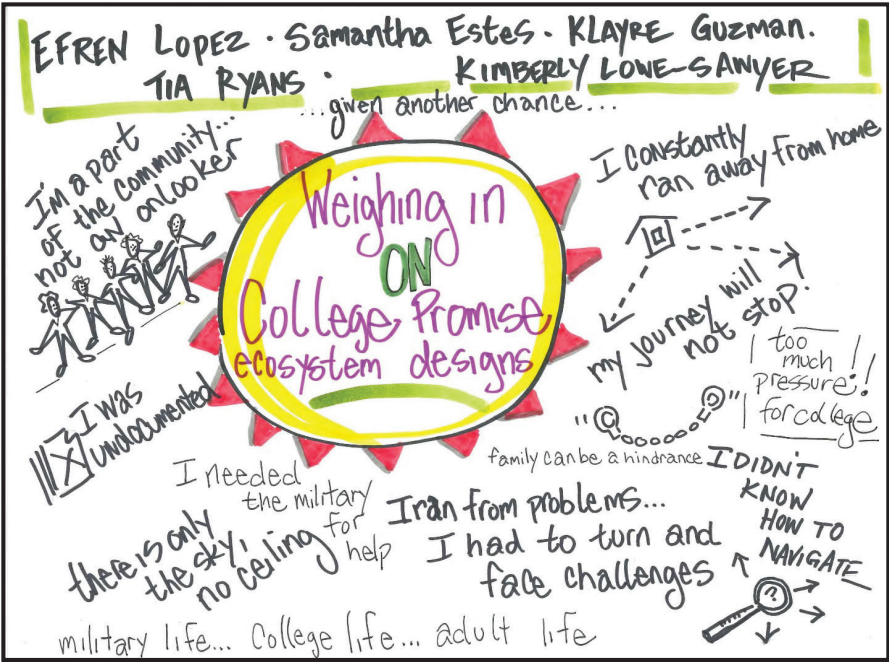 EFREN LOPEZ · Samantha Estes · KLAYRE Guzman.
TIA RYANS · KIMBERLY LOWE-SAWYER
...given another chance...
I'm a part
of the community...
not an onlooker
Weighing in
ON
College Promise
ecosystem designs
I constantly
ran away from home
my journey will
not stop!
too
much
pressure!!
for college
I was
undocumented
"
"
family can be a hindrance
I needed
the military
for
help
there is only
the sky,
no ceiling
I ran from problems...
I had to turn and
face challenges
I DIDN'T
KNOW
HOW TO
NAVIGATE
?
military life... college life... adult life